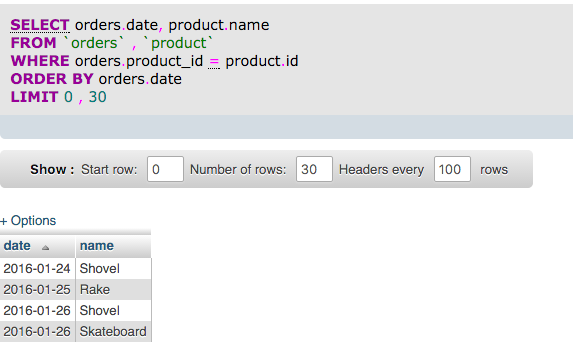 SELECT orders.date, product.name
FROM `orders` , `product`
WHERE orders.product_id = product.id
ORDER BY orders.date
LIMIT 0 , 30
Show : Start row: 0 Number of rows: 30 Headers every 100 rows
+ Options
date name
2016-01-24 Shovel
2016-01-25 Rake
2016-01-26 Shovel
2016-01-26 Skateboard